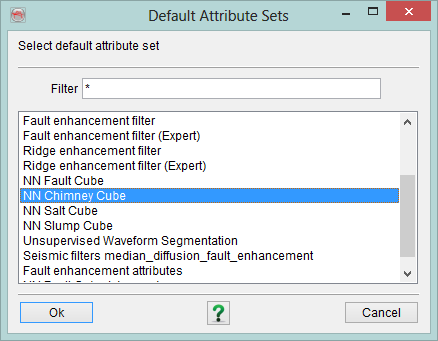 Default Attribute Sets
Select default attribute set
Filter *
Fault enhancement filter
Fault enhancement filter (Expert)
Ridge enhancement filter
Ridge enhancement filter (Expert)
NN Fault Cube
NN Chimney Cube
NN Salt Cube
NN Slump Cube
Unsupervised Waveform Segmentation
Seismic filters median_diffusion_fault_enhancement
Fault enhancement attributes
Ok ? Cancel